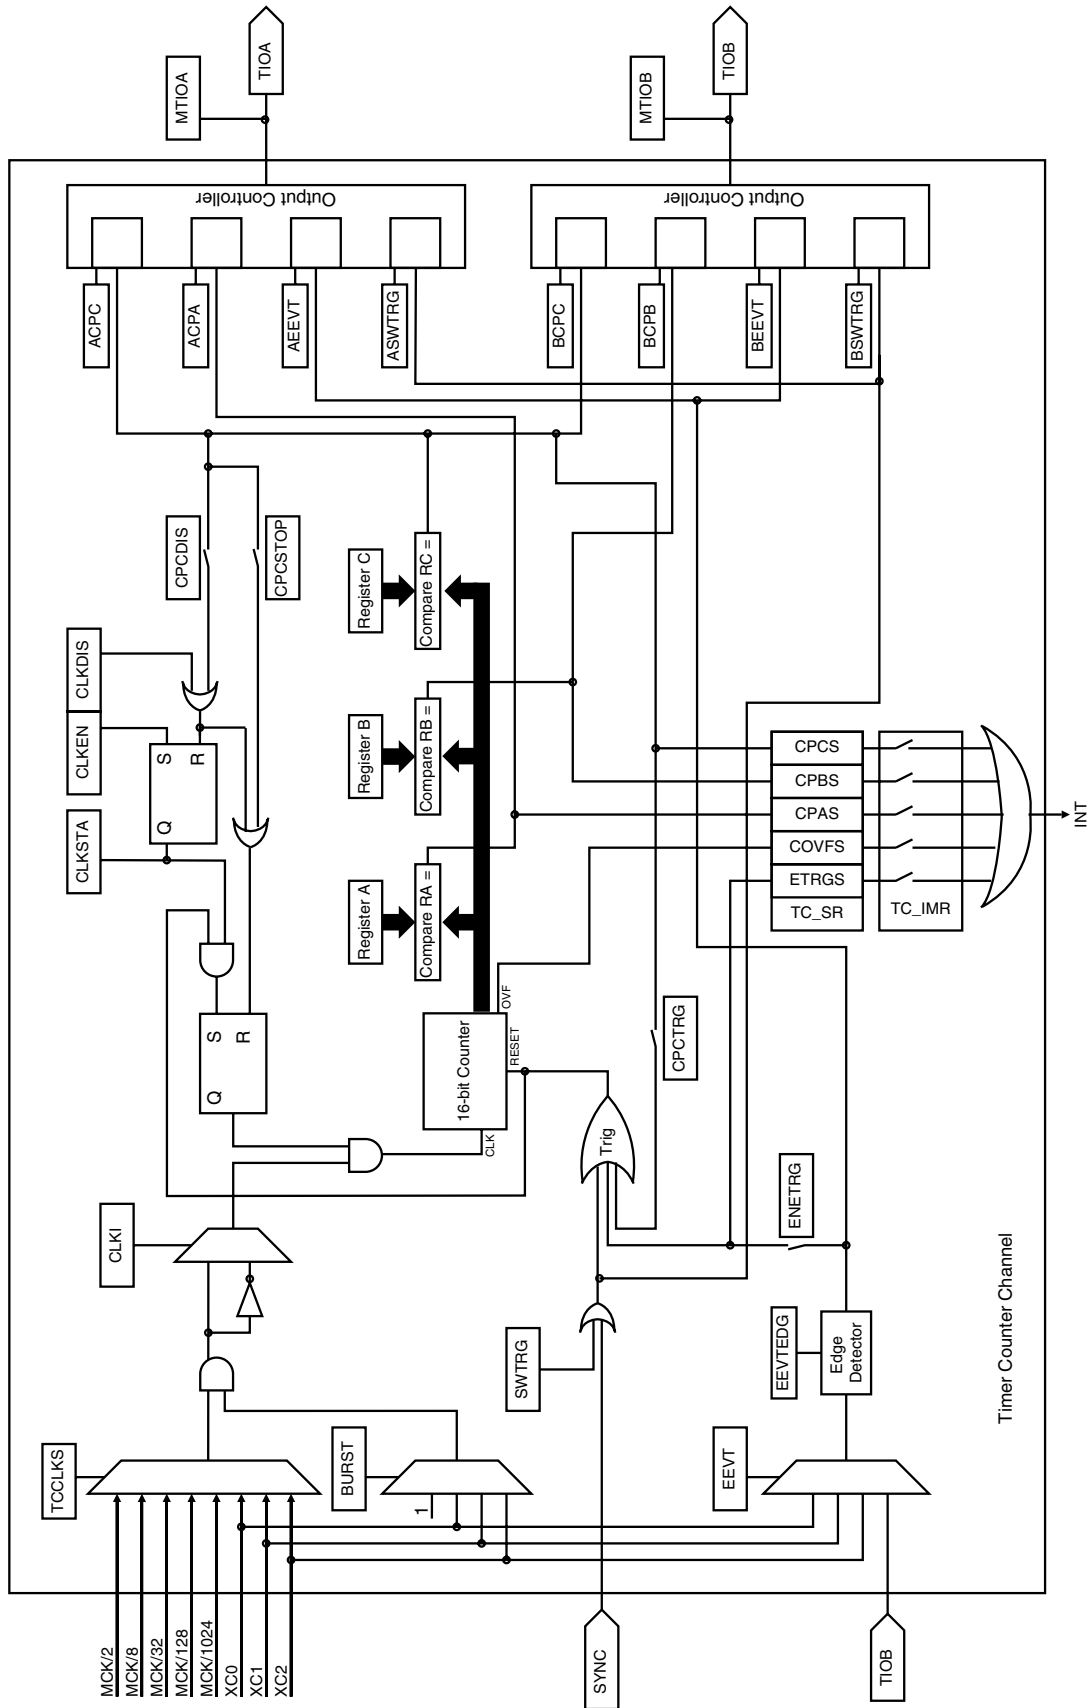 TCCLKS
MCK/2
MCK/8
MCK/32
MCK/128
MCK/1024
XC0
XC1
XC2
CLKI
CLKSTA
CLKEN
CLKDIS
Q
S
R
Q
S
R
CPCDIS
CPCSTOP
BURST
1
Register A
Register B
Register C
Compare RA =
Compare RB =
Compare RC =
16-bit Counter
CLK
RESET
OVF
ACPC
ACPA
AEEVT
ASWTRG
Output Controller
MTIOA
TIOA
BCPC
BCPB
BEEVT
BSWTRG
Output Controller
MTIOB
TIOB
SWTRG
SYNC
Trig
CPCTRG
EEVT
TIOB
EEVTEDG
Edge
Detector
ENETRG
CPCS
CPBS
CPAS
COVFS
ETRGS
TC_SR
TC_IMR
INT
Timer Counter Channel